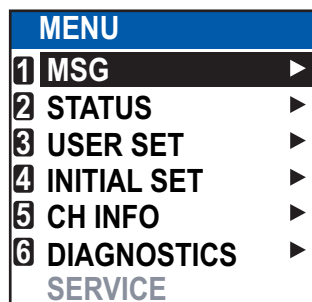 MENU
1 MSG ▶
2 STATUS ▶
3 USER SET ▶
4 INITIAL SET ▶
5 CH INFO ▶
6 DIAGNOSTICS ▶
SERVICE